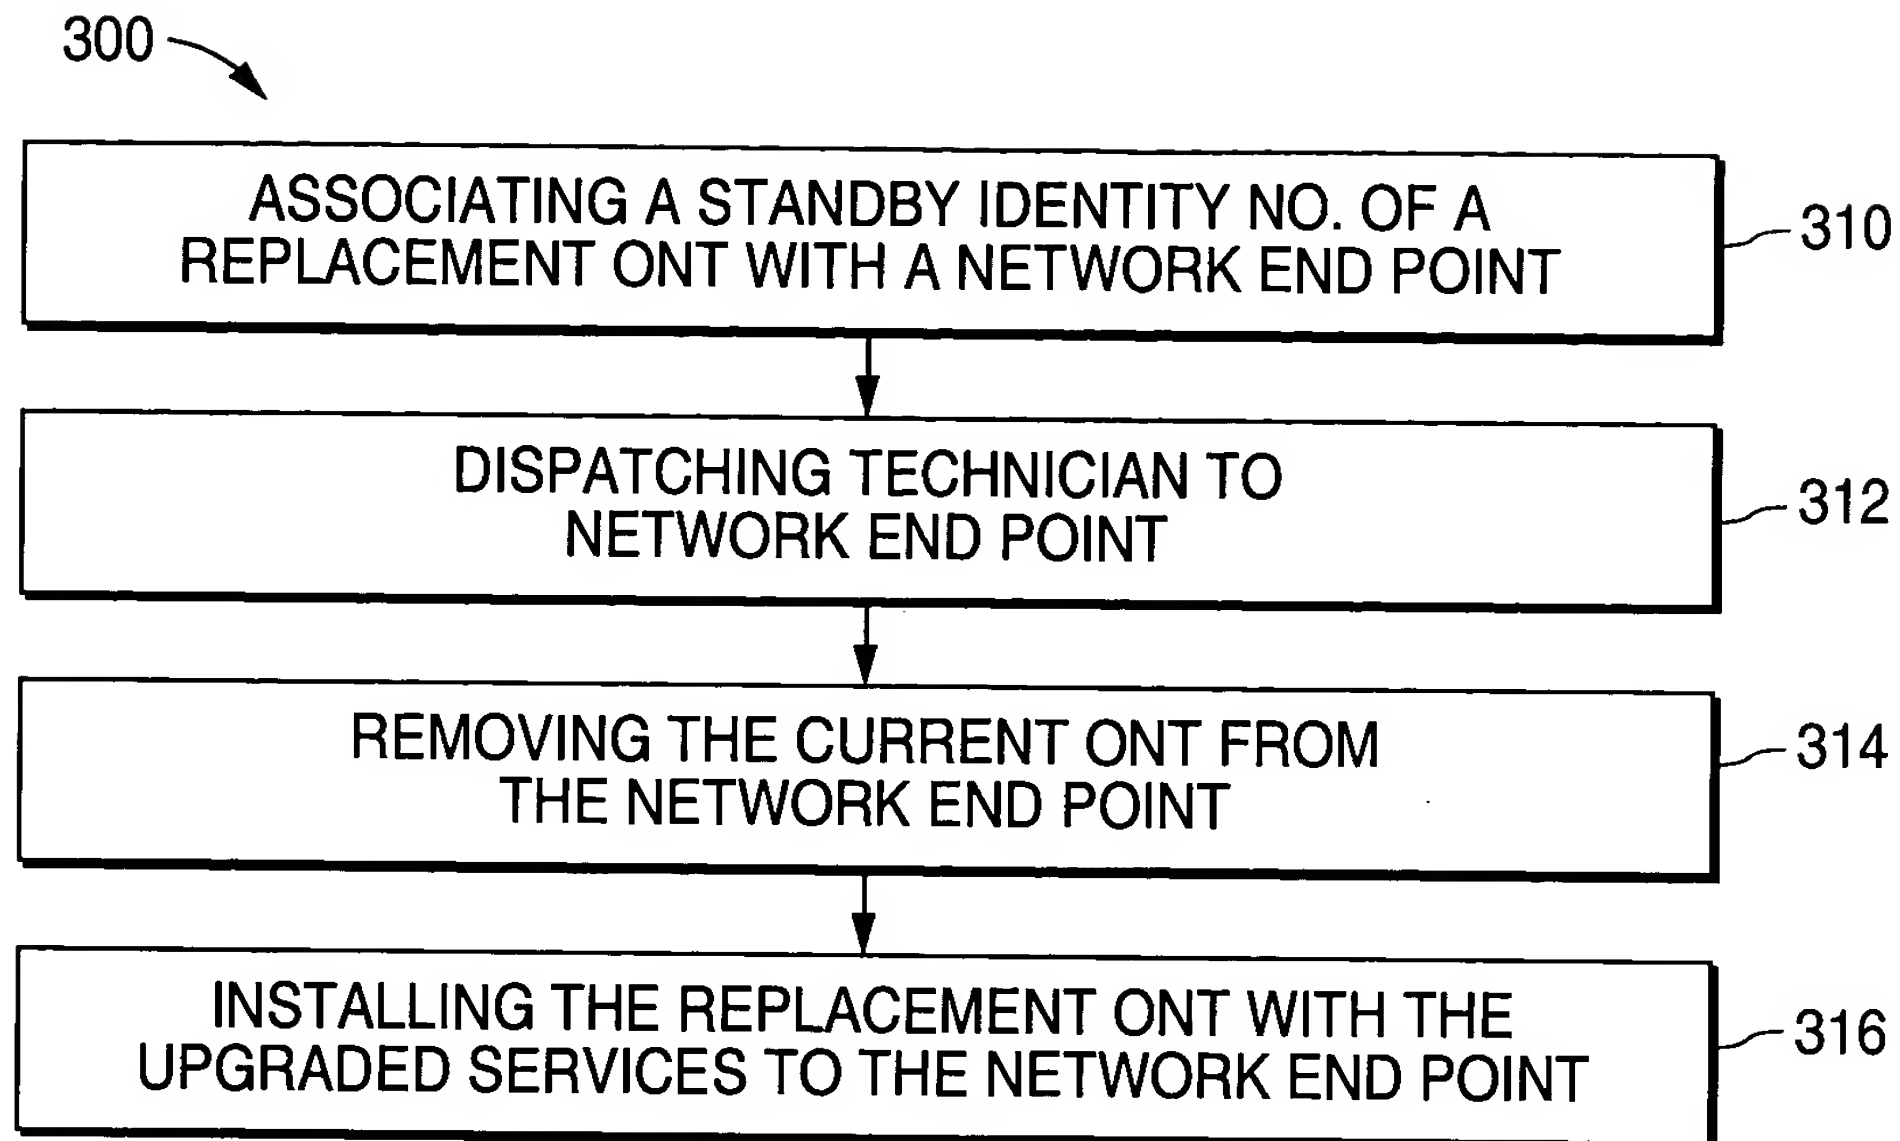 300
ASSOCIATING A STANDBY IDENTITY NO. OF A
REPLACEMENT ONT WITH A NETWORK END POINT
310
DISPATCHING TECHNICIAN TO
NETWORK END POINT
312
REMOVING THE CURRENT ONT FROM
THE NETWORK END POINT
314
INSTALLING THE REPLACEMENT ONT WITH THE
UPGRADED SERVICES TO THE NETWORK END POINT
316